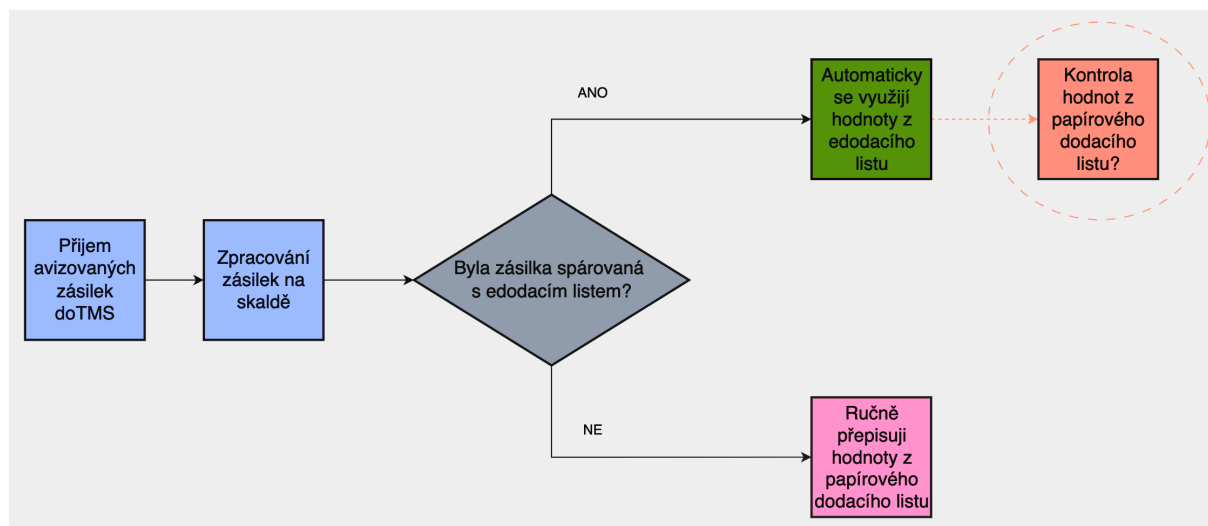 Přijem
avizovaných
zásilek
doTMS
Zpracování
zásilek na
skaldě
Byla zásilka spárovaná
s edodacím listem?
ANO
Automaticky
se využijí
hodnoty z
edodacího
listu
Kontrola
hodnot z
papírového
dodacího
listu?
NE
Ručně
přepisuji
hodnoty z
papírového
dodacího listu